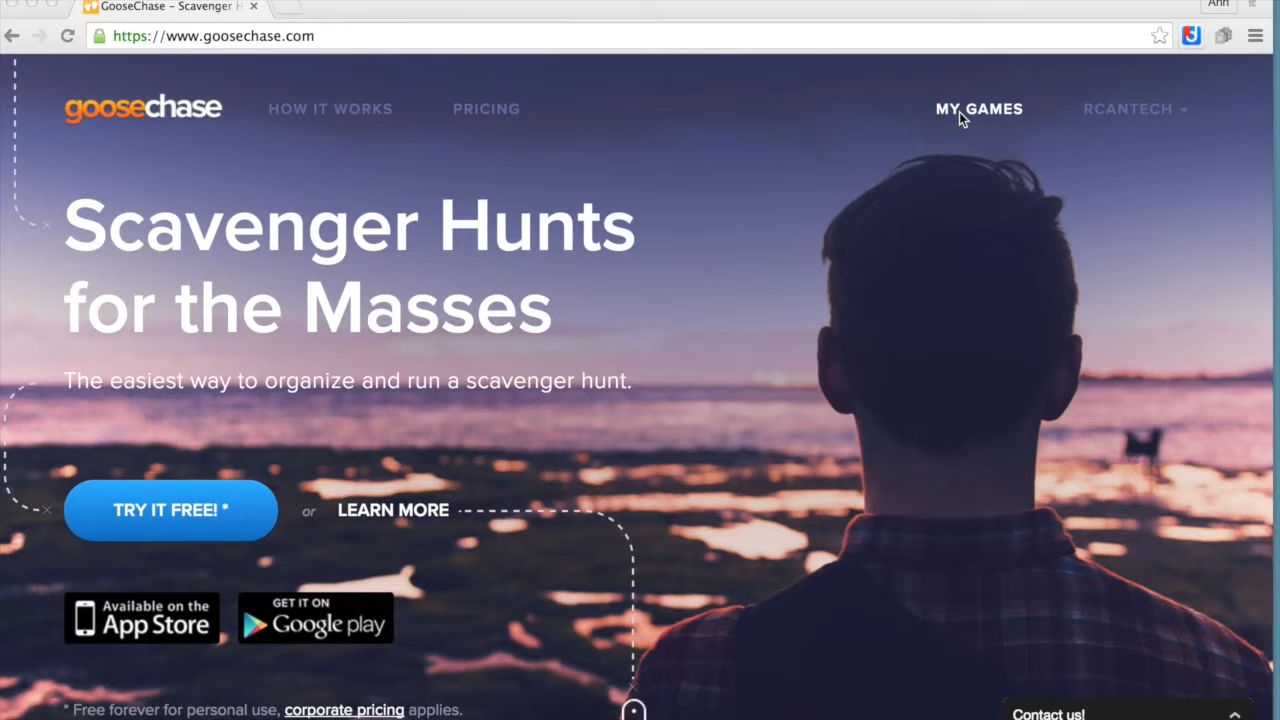 GooseChase – Scavenger H
Ann
https://www.goosechase.com
goosechase
HOW IT WORKS
PRICING
MY GAMES
RCANTECH
Scavenger Hunts
for the Masses
The easiest way to organize and run a scavenger hunt.
TRY IT FREE! *
or
LEARN MORE
Available on the
App Store
GET IT ON
Google play
* Free forever for personal use, corporate pricing applies.
Contact us!